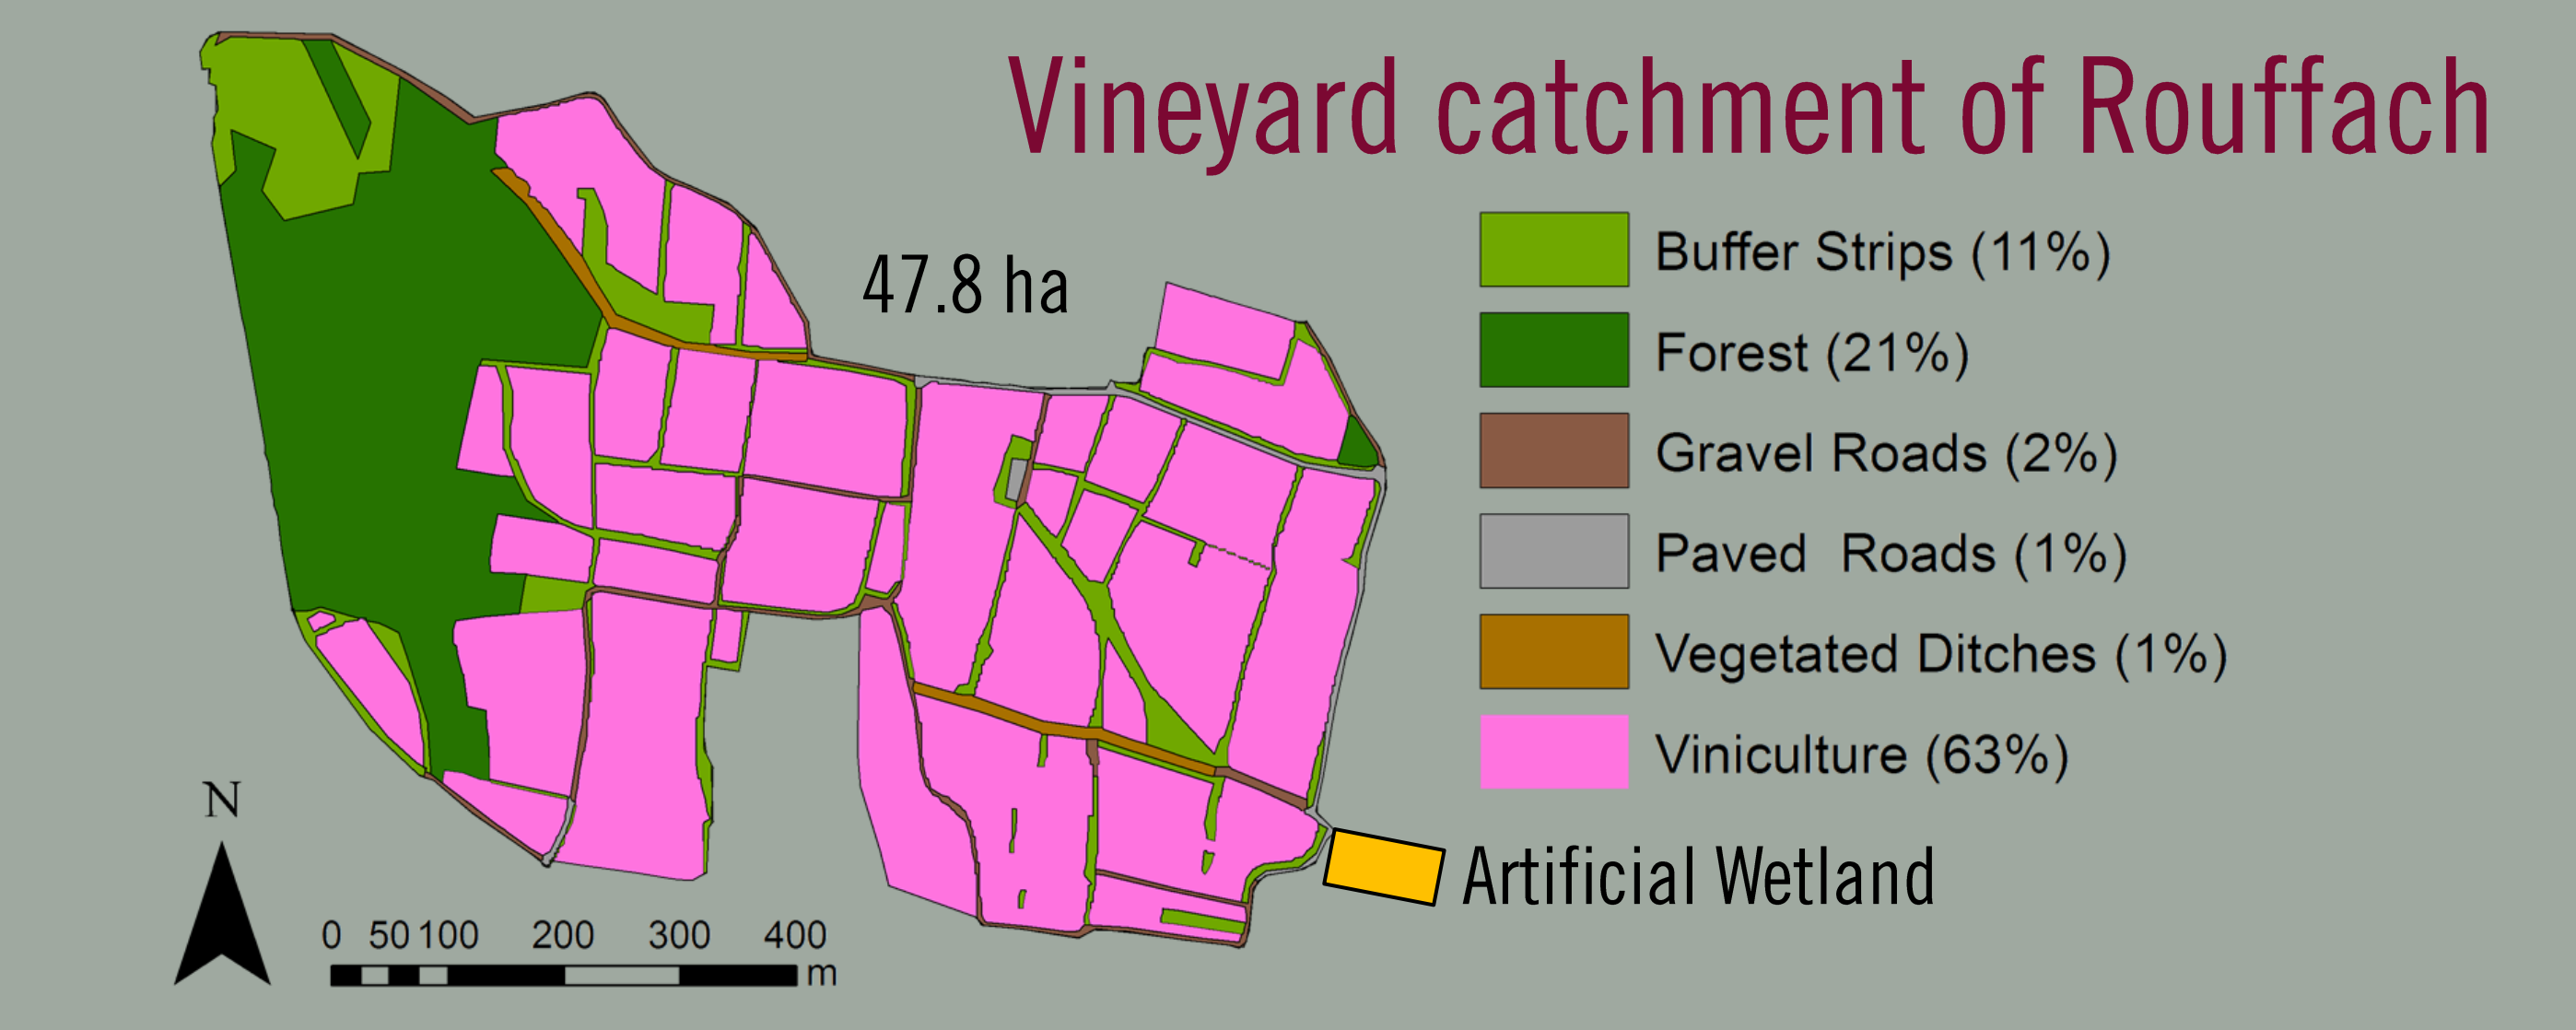 Vineyard catchment of Rouffach
47.8 ha
Buffer Strips (11%)
Forest (21%)
Gravel Roads (2%)
Paved  Roads (1%)
Vegetated Ditches (1%)
Viniculture (63%)
Artificial Wetland
N
0 50 100 200 300 400
m